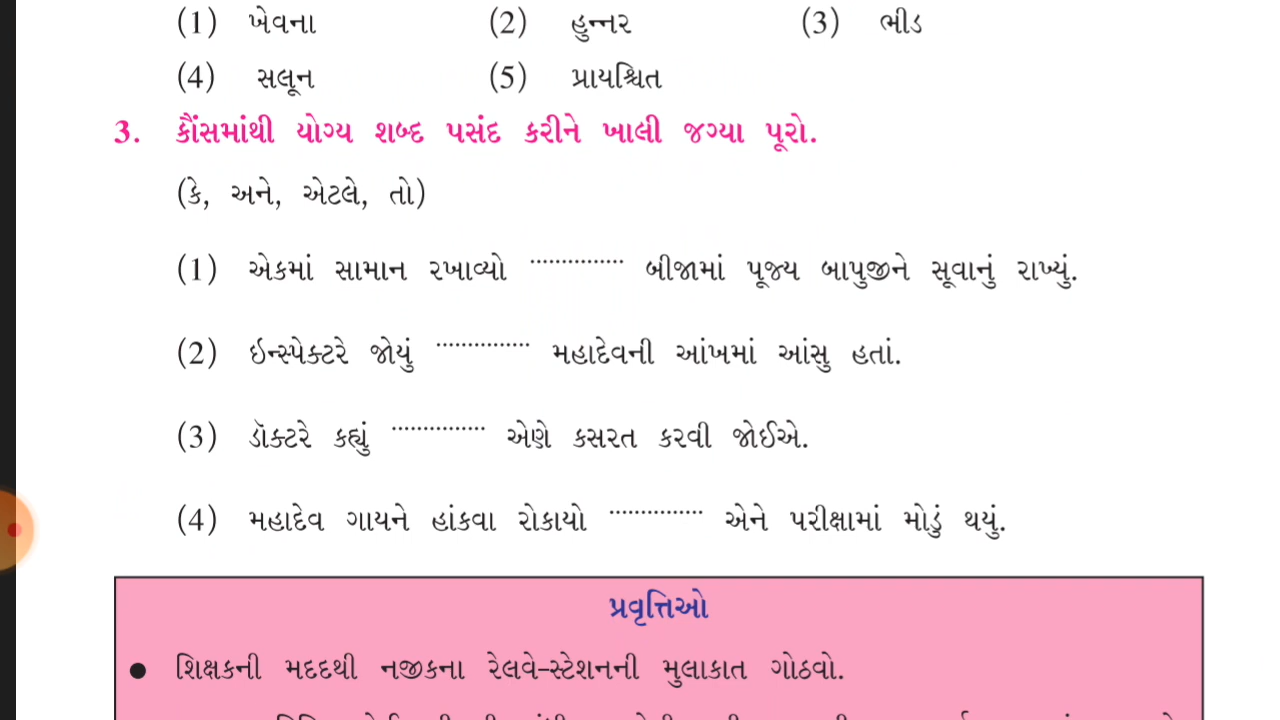 (1) ખેવના (2) હુન્નર (3) ભીડ
(4) સલૂન (5) પ્રાયશ્ચિત
3. કૌંસમાંથી યોગ્ય શબ્દ પસંદ કરીને ખાલી જગ્યા પૂરો.
(કે, અને, એટલે, તો)
(1) એકમાં સામાન રખાવ્યો ............... બીજામાં પૂજ્ય બાપુજીને સૂવાનું રાખ્યું.
(2) ઇન્સ્પેક્ટરે જોયું ............... મહાદેવની આંખમાં આંસુ હતાં.
(3) ડૉક્ટરે કહ્યું ............... એણે કસરત કરવી જોઈએ.
(4) મહાદેવ ગાયને હાંકવા રોકાયો ............... એને પરીક્ષામાં મોડું થયું.
પ્રવૃત્તિઓ
● શિક્ષકની મદદથી નજીકના રેલવે-સ્ટેશનની મુલાકાત ગોઠવો.